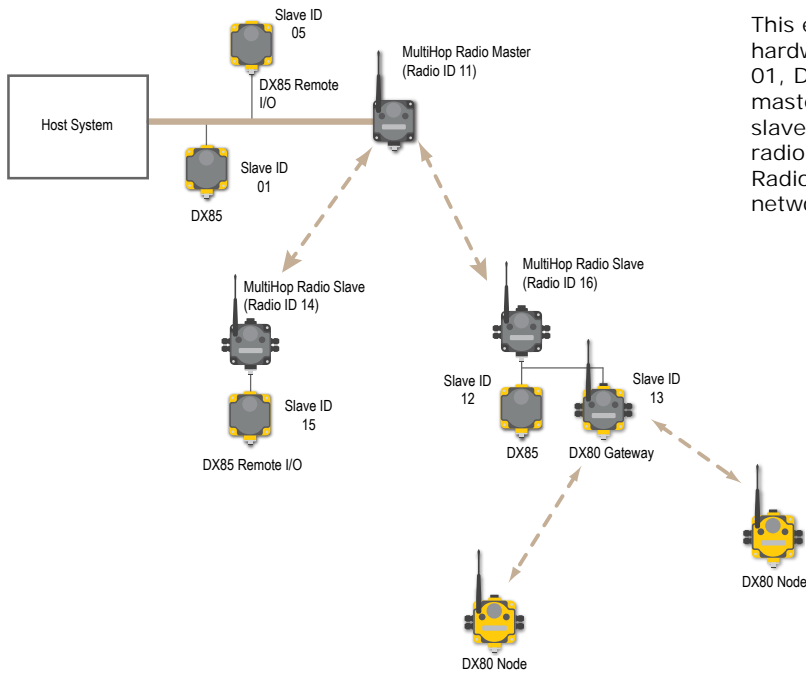 Slave ID
05
MultiHop Radio Master
(Radio ID 11)
DX85 Remote
I/O
Host System
Slave ID
01
DX85
MultiHop Radio Slave
(Radio ID 14)
Slave ID
15
DX85 Remote I/O
MultiHop Radio Slave
(Radio ID 16)
Slave ID
12
DX85
Slave ID
13
DX80 Gateway
DX80 Node
DX80 Node
This e
hardw
01, D
maste
slave
radio
Radio
netwo